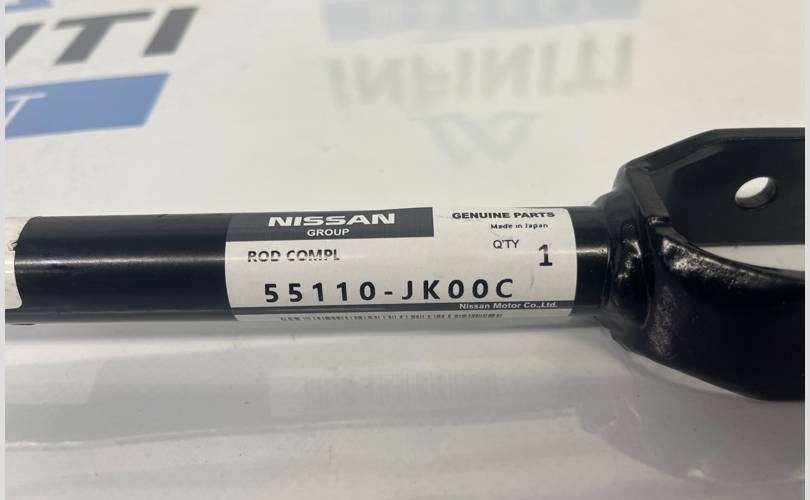 INFINITI
NISSAN
GROUP
GENUINE PARTS
Made in Japan
ROD COMPL
Q'TY 1
55110-JK00C
Nissan Motor Co.,Ltd.